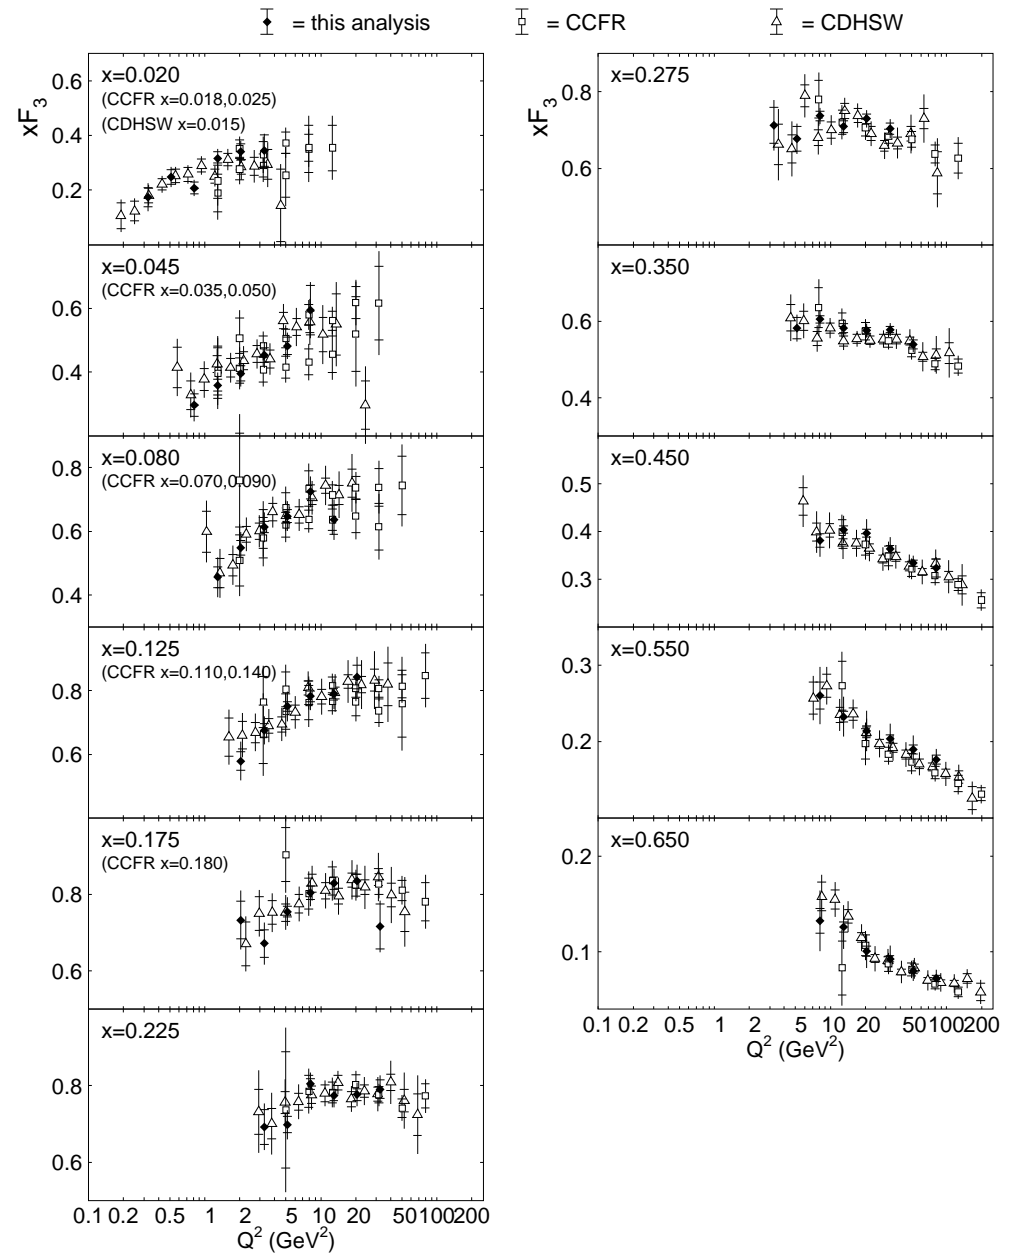 = this analysis = CCFR = CDHSW
xF3
x=0.020
(CCFR x=0.018,0.025)
(CDHSW x=0.015)
0.6
0.4
0.2
x=0.045
(CCFR x=0.035,0.050)
0.6
0.4
x=0.080
(CCFR x=0.070,0.090)
0.8
0.6
0.4
x=0.125
(CCFR x=0.110,0.140)
0.8
0.6
x=0.175
(CCFR x=0.180)
0.8
0.6
x=0.225
0.8
0.6
0.1 0.2 0.5 1 2 5 10 20 50 100 200
Q² (GeV²)
xF3
x=0.275
0.8
0.6
x=0.350
0.6
0.4
x=0.450
0.5
0.4
0.3
x=0.550
0.3
0.2
x=0.650
0.2
0.1
0.1 0.2 0.5 1 2 5 10 20 50 100 200
Q² (GeV²)